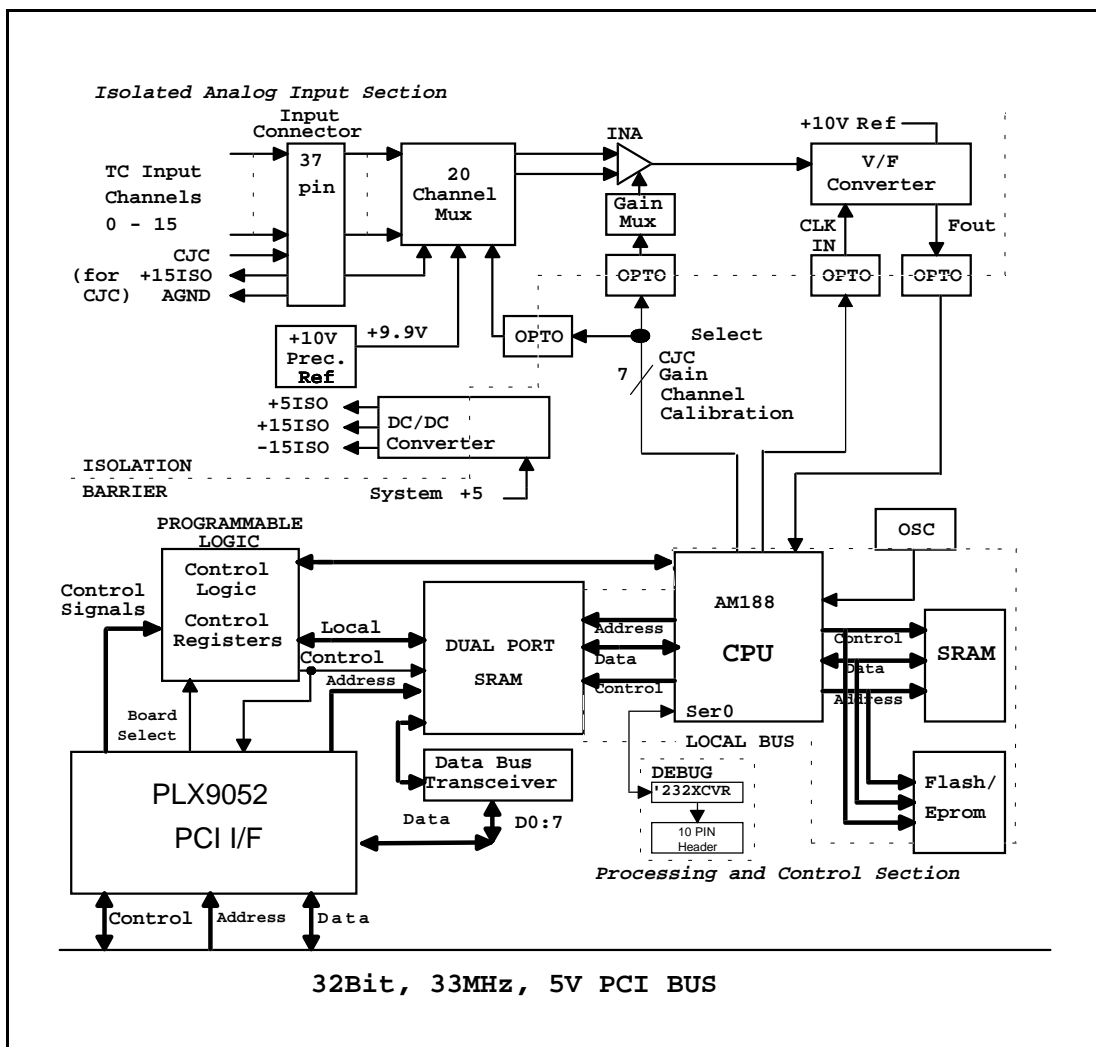 Isolated Analog Input Section
Input
Connector
TC Input
Channels
0 - 15
CJC
(for +15ISO
CJC) AGND
37
pin
20
Channel
Mux
INA
Gain
Mux
+10V Ref
V/F
Converter
CLK
IN
Fout
OPTO
OPTO
OPTO
OPTO
+10V
Prec.
Ref
+9.9V
Select
7
CJC
Gain
Channel
Calibration
+5ISO
+15ISO
-15ISO
DC/DC
Converter
ISOLATION
BARRIER
System +5
PROGRAMMABLE
LOGIC
Control
Logic
Control
Registers
Control
Signals
Local
Control
Address
Board
Select
DUAL PORT
SRAM
Address
Data
Control
AM188
CPU
Ser0
OSC
Control
Data
Address
SRAM
Flash/
Eprom
LOCAL BUS
DEBUG
'232XCVR
10 PIN
Header
Data Bus
Transceiver
Data
D0:7
PLX9052
PCI I/F
Processing and Control Section
Control
Address
Data
32Bit, 33MHz, 5V PCI BUS